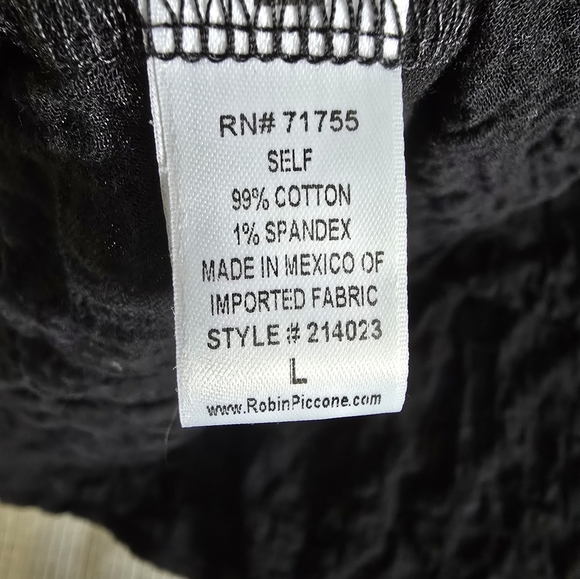 RN# 71755
SELF
99% COTTON
1% SPANDEX
MADE IN MEXICO OF
IMPORTED FABRIC
STYLE # 214023
L
www.RobinPiccone.com